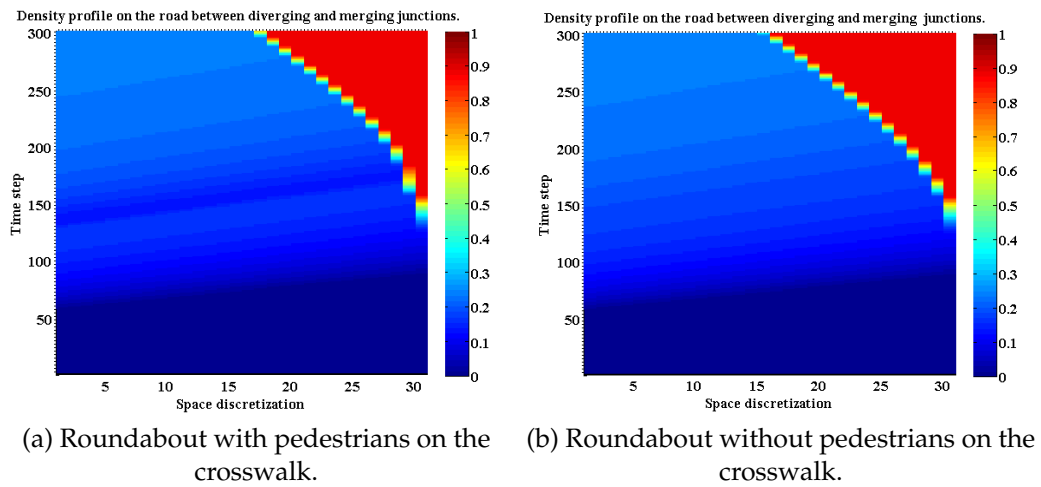 Density profile on the road between diverging and merging junctions.
300
250
200
150
100
50
Time step
5 10 15 20 25 30
Space discretization
1
0.9
0.8
0.7
0.6
0.5
0.4
0.3
0.2
0.1
0
(a) Roundabout with pedestrians on the
crosswalk.
Density profile on the road between diverging and merging junctions.
300
250
200
150
100
50
Time step
5 10 15 20 25 30
Space discretization
1
0.9
0.8
0.7
0.6
0.5
0.4
0.3
0.2
0.1
0
(b) Roundabout without pedestrians on the
crosswalk.